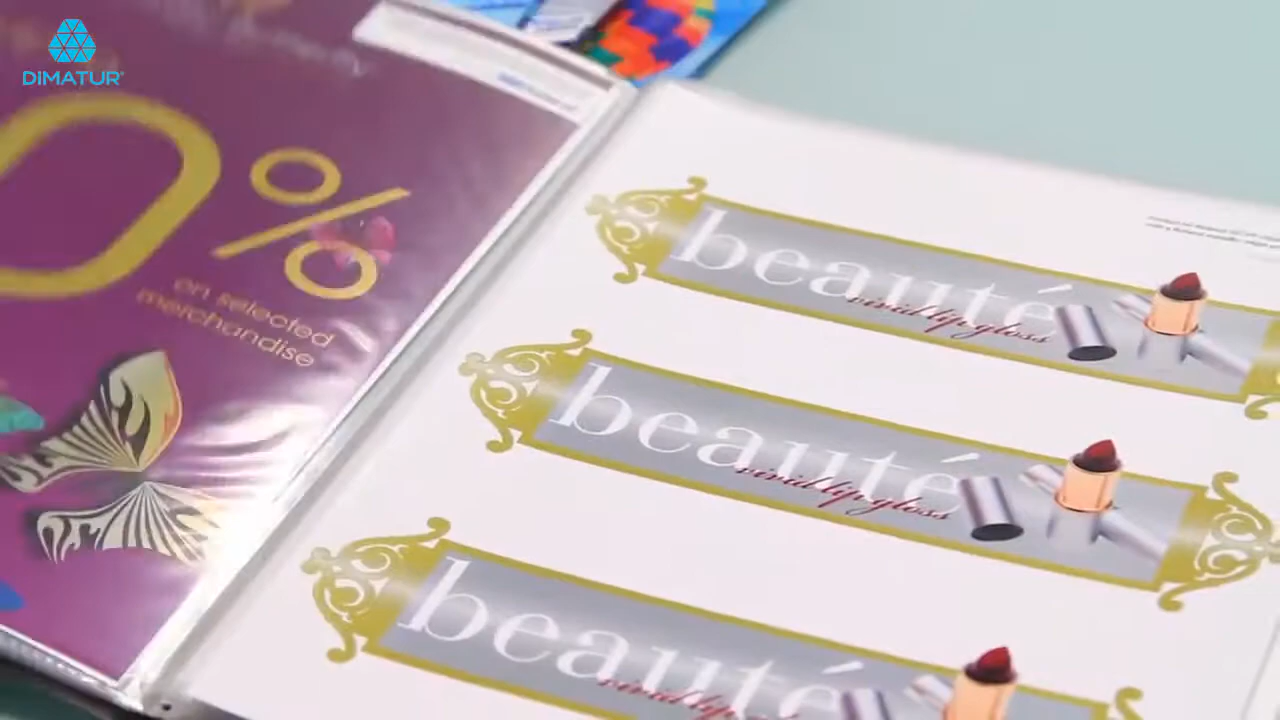 DIMATUR
0%
on selected
merchandise
beauté
vivid lip gloss
beauté
vivid lip gloss
beauté